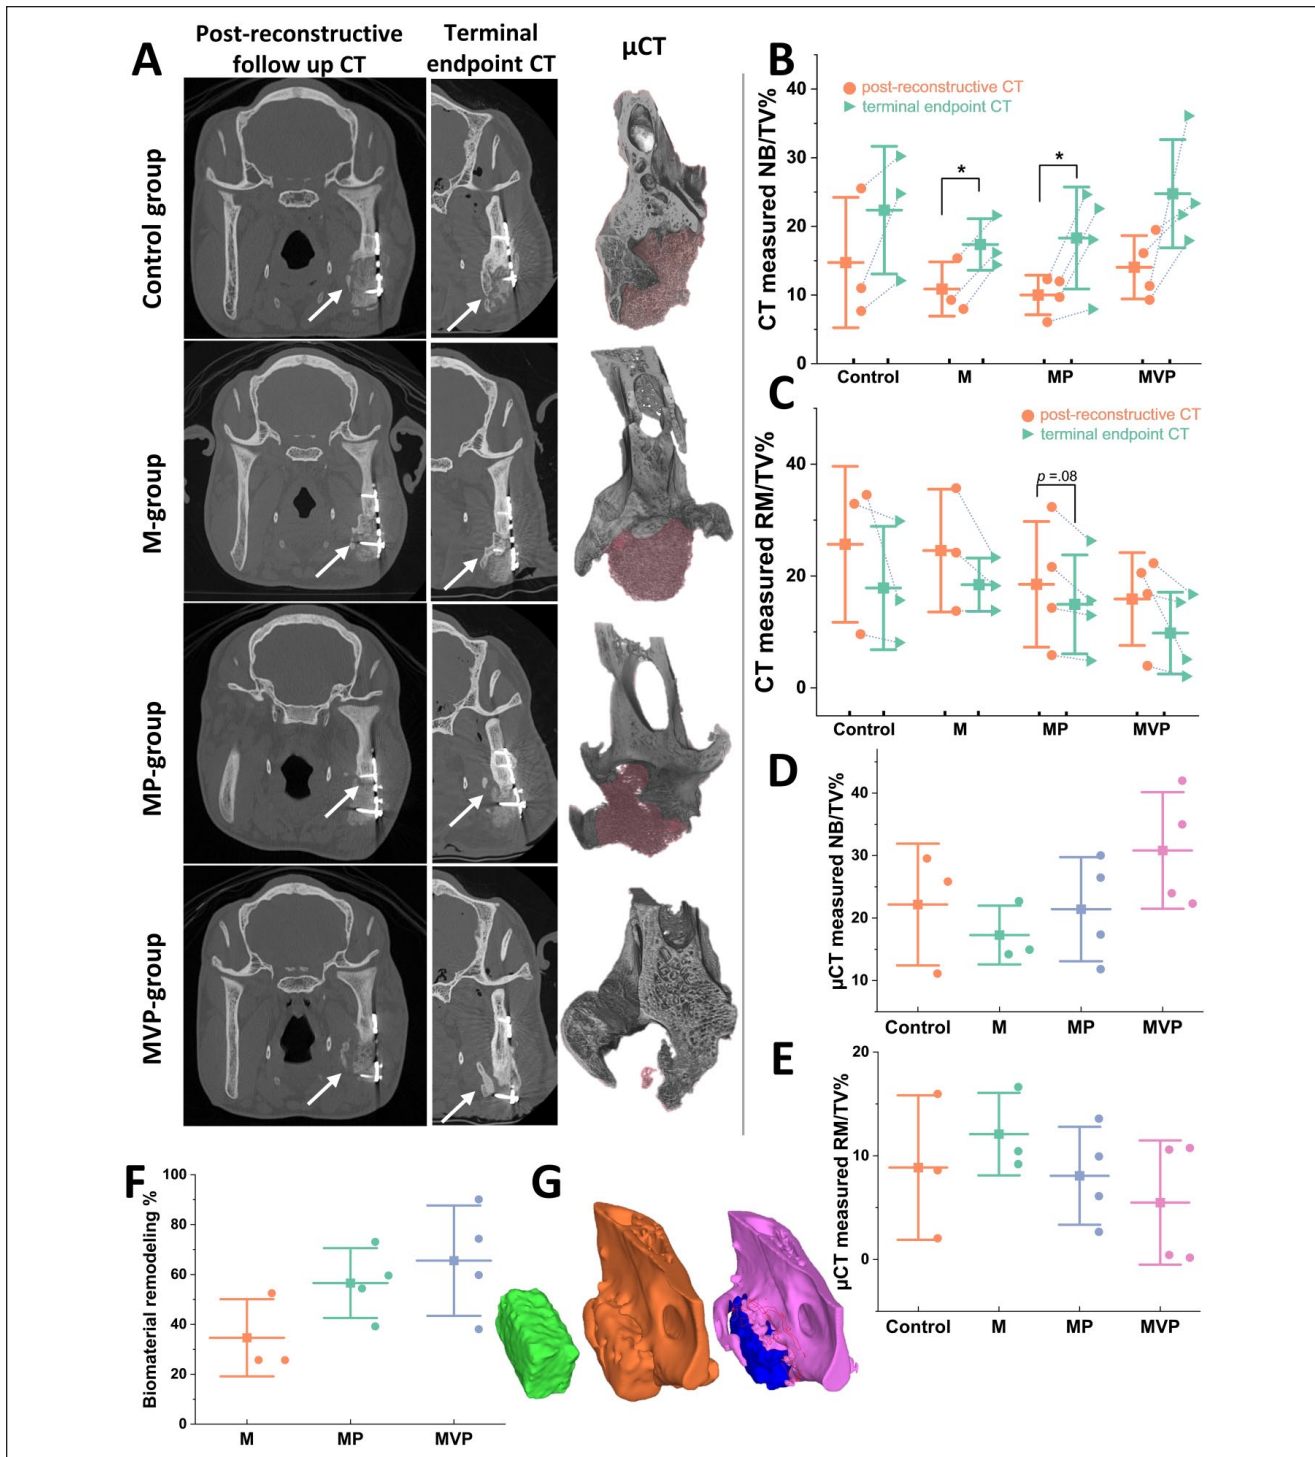 A
Post-reconstructive
follow up CT
Terminal
endpoint CT
µCT
Control group
M-group
MP-group
MVP-group
B
CT measured NB/TV%
40
30
20
10
0
post-reconstructive CT
terminal endpoint CT
*
*
Control
M
MP
MVP
C
CT measured RM/TV%
40
20
0
post-reconstructive CT
terminal endpoint CT
p =.08
Control
M
MP
MVP
D
µCT measured NB/TV%
40
30
20
10
Control
M
MP
MVP
E
µCT measured RM/TV%
20
10
0
Control
M
MP
MVP
F
Biomaterial remodeling %
100
80
60
40
20
0
M
MP
MVP
G